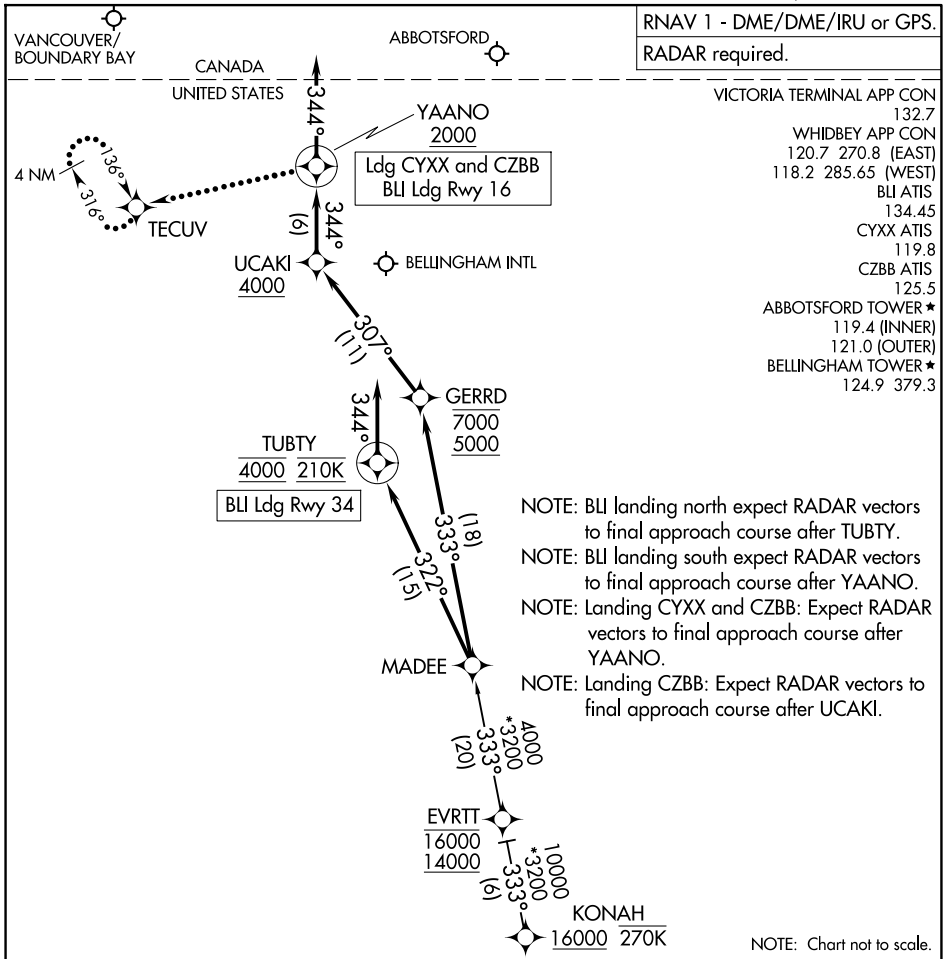 RNAV 1 - DME/DME/IRU or GPS.
RADAR required.
VANCOUVER/
BOUNDARY BAY
ABBOTSFORD
CANADA
UNITED STATES
VICTORIA TERMINAL APP CON
132.7
WHIDBEY APP CON
120.7 270.8 (EAST)
118.2 285.65 (WEST)
BLI ATIS
134.45
CYXX ATIS
119.8
CZBB ATIS
125.5
ABBOTSFORD TOWER ★
119.4 (INNER)
121.0 (OUTER)
BELLINGHAM TOWER ★
124.9 379.3
344°
YAANO
2000
Ldg CYXX and CZBB
BLI Ldg Rwy 16
4 NM
136°
316°
TECUV
344°
(6)
UCAKI
4000
BELLINGHAM INTL
307°
(11)
GERRD
7000
5000
344°
TUBTY
4000 210K
BLI Ldg Rwy 34
(18)
333°
322°
(15)
NOTE: BLI landing north expect RADAR vectors
to final approach course after TUBTY.
NOTE: BLI landing south expect RADAR vectors
to final approach course after YAANO.
NOTE: Landing CYXX and CZBB: Expect RADAR
vectors to final approach course after
YAANO.
NOTE: Landing CZBB: Expect RADAR vectors to
final approach course after UCAKI.
MADEE
4000
*3200
333°
(20)
EVRTT
16000
14000
10000
*3200
333°
(6)
KONAH
16000 270K
NOTE: Chart not to scale.